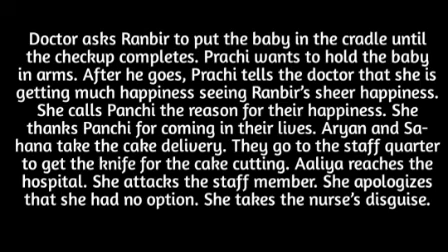 Doctor asks Ranbir to put the baby in the cradle until
the checkup completes. Prachi wants to hold the baby
in arms. After he goes, Prachi tells the doctor that she is
getting much happiness seeing Ranbir's sheer happiness.
She calls Panchi the reason for their happiness. She
thanks Panchi for coming in their lives. Aryan and Sa-
hana take the cake delivery. They go to the staff quarter
to get the knife for the cake cutting. Aaliya reaches the
hospital. She attacks the staff member. She apologizes
that she had no option. She takes the nurse's disguise.